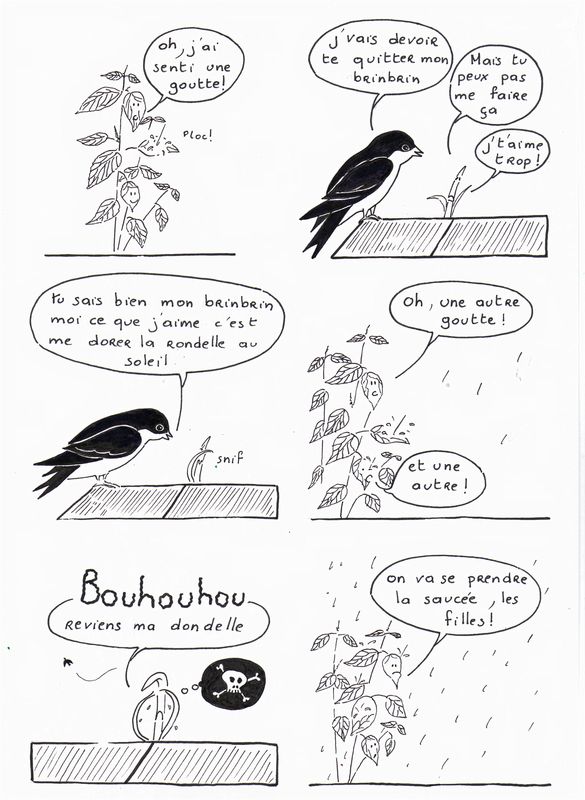 oh, j'ai
senti une
goutte!
Ploc!
j'vais devoir
te quitter mon
brinbrin
Mais tu
peux pas
me faire
ça
j't'aime
trop!
tu sais bien mon brinbrin
moi ce que j'aime c'est
me dorer la rondelle au
soleil
snif
oh, une autre
goutte!
et une
autre!
Bouhouhou
reviens ma dondelle
on va se prendre
la saucée, les
filles!